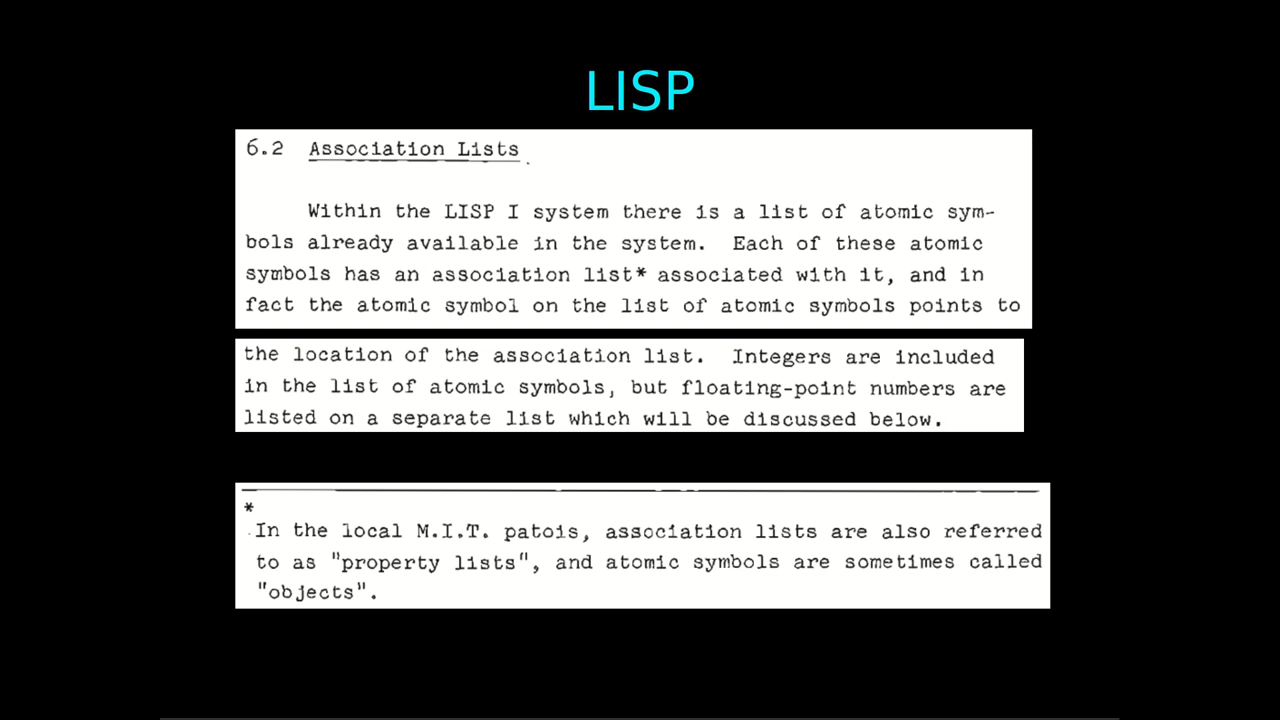 LISP
6.2 Association Lists
Within the LISP I system there is a list of atomic sym-
bols already available in the system. Each of these atomic
symbols has an association list* associated with it, and in
fact the atomic symbol on the list of atomic symbols points to
the location of the association list. Integers are included
in the list of atomic symbols, but floating-point numbers are
listed on a separate list which will be discussed below.
*
In the local M.I.T. patois, association lists are also referred
to as "property lists", and atomic symbols are sometimes called
"objects".